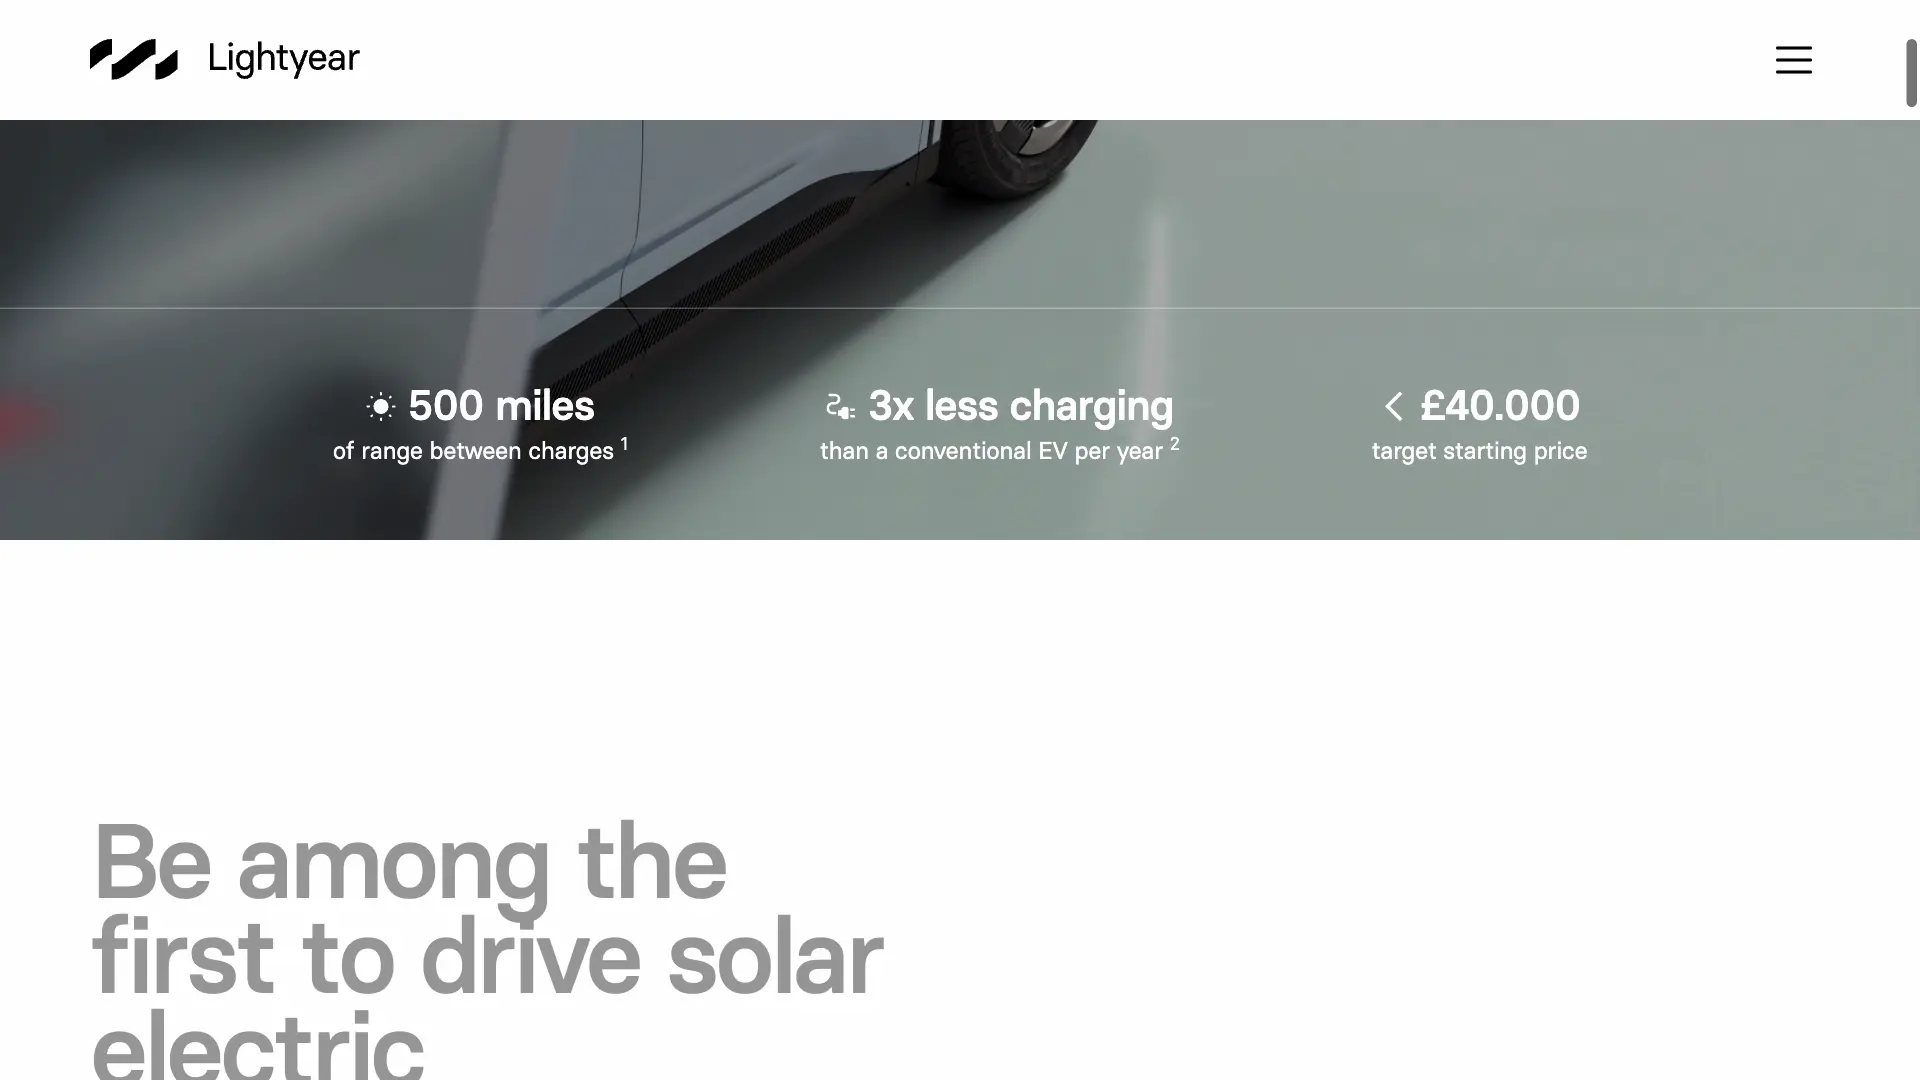 Lightyear
500 miles
of range between charges 1
3x less charging
than a conventional EV per year 2
< £40.000
target starting price
Be among the
first to drive solar
electric